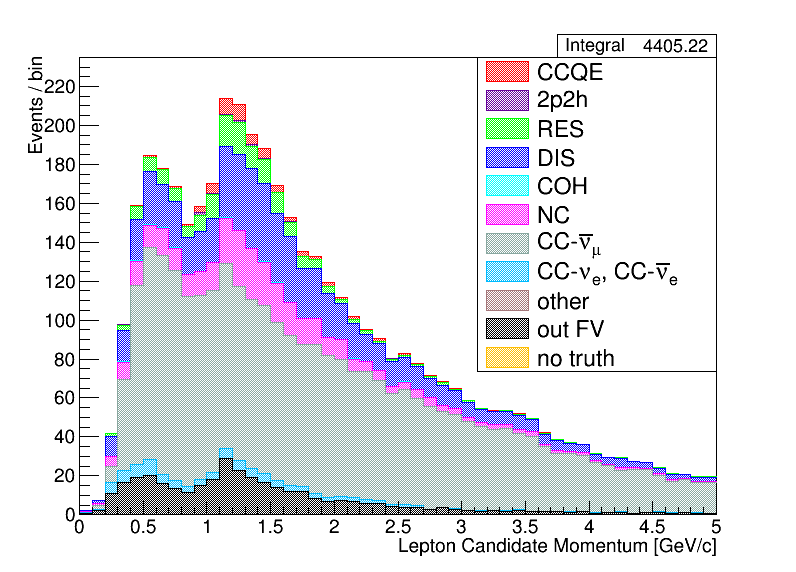 Integral 4405.22
Events / bin
220
200
180
160
140
120
100
80
60
40
20
0
CCQE
2p2h
RES
DIS
COH
NC
CC-ν̅μ
CC-νe, CC-ν̅e
other
out FV
no truth
0 0.5 1 1.5 2 2.5 3 3.5 4 4.5 5
Lepton Candidate Momentum [GeV/c]